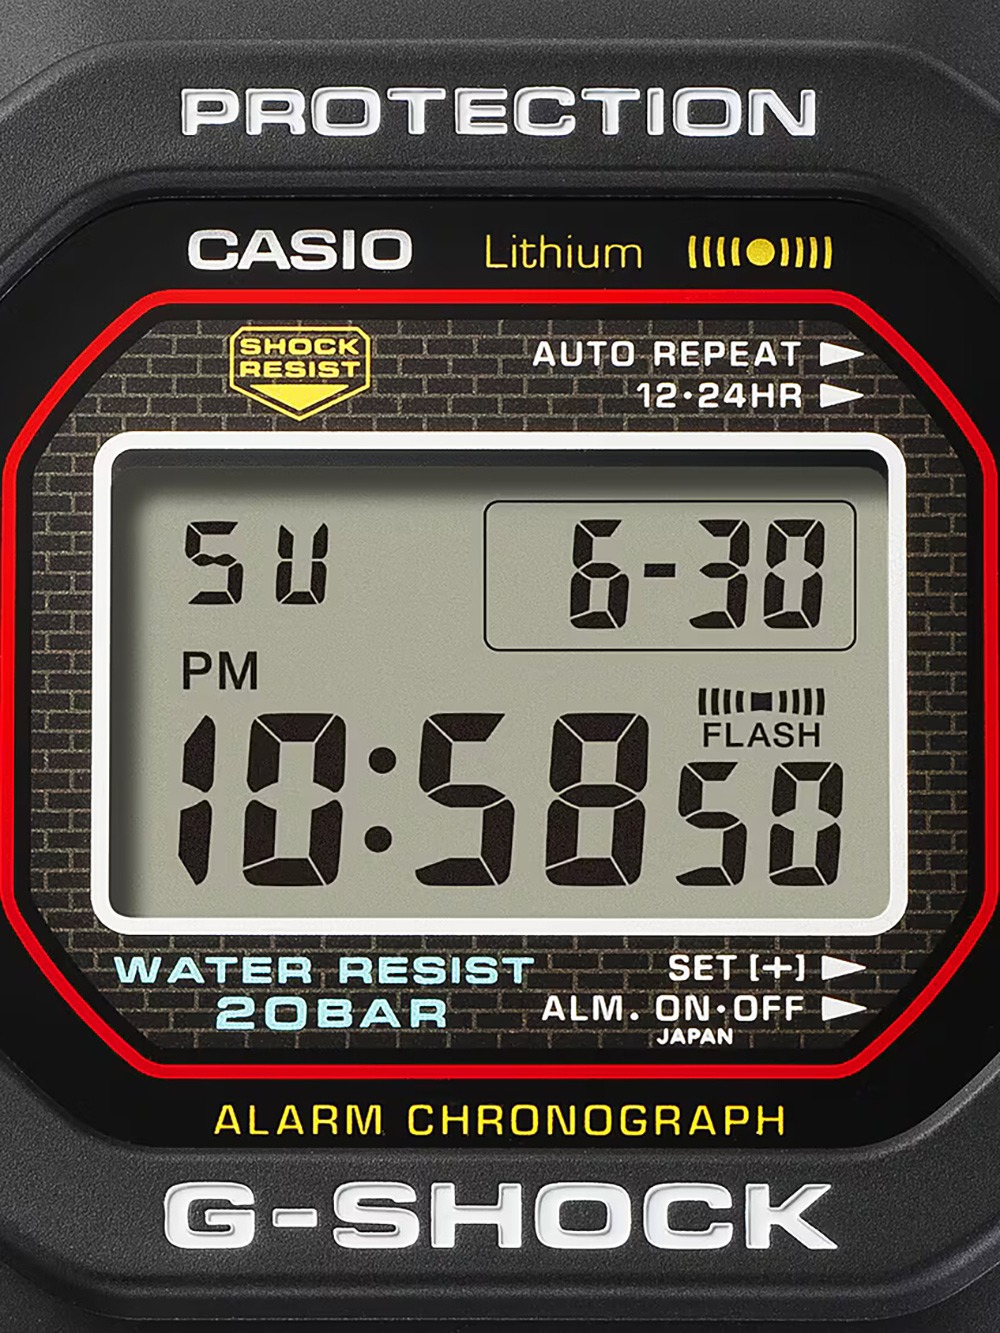 PROTECTION
CASIO Lithium
SHOCK
RESIST
AUTO REPEAT
12·24HR
SU 6-30
PM
FLASH
10:58 50
WATER RESIST
20BAR
SET [+]
ALM. ON·OFF
JAPAN
ALARM CHRONOGRAPH
G-SHOCK